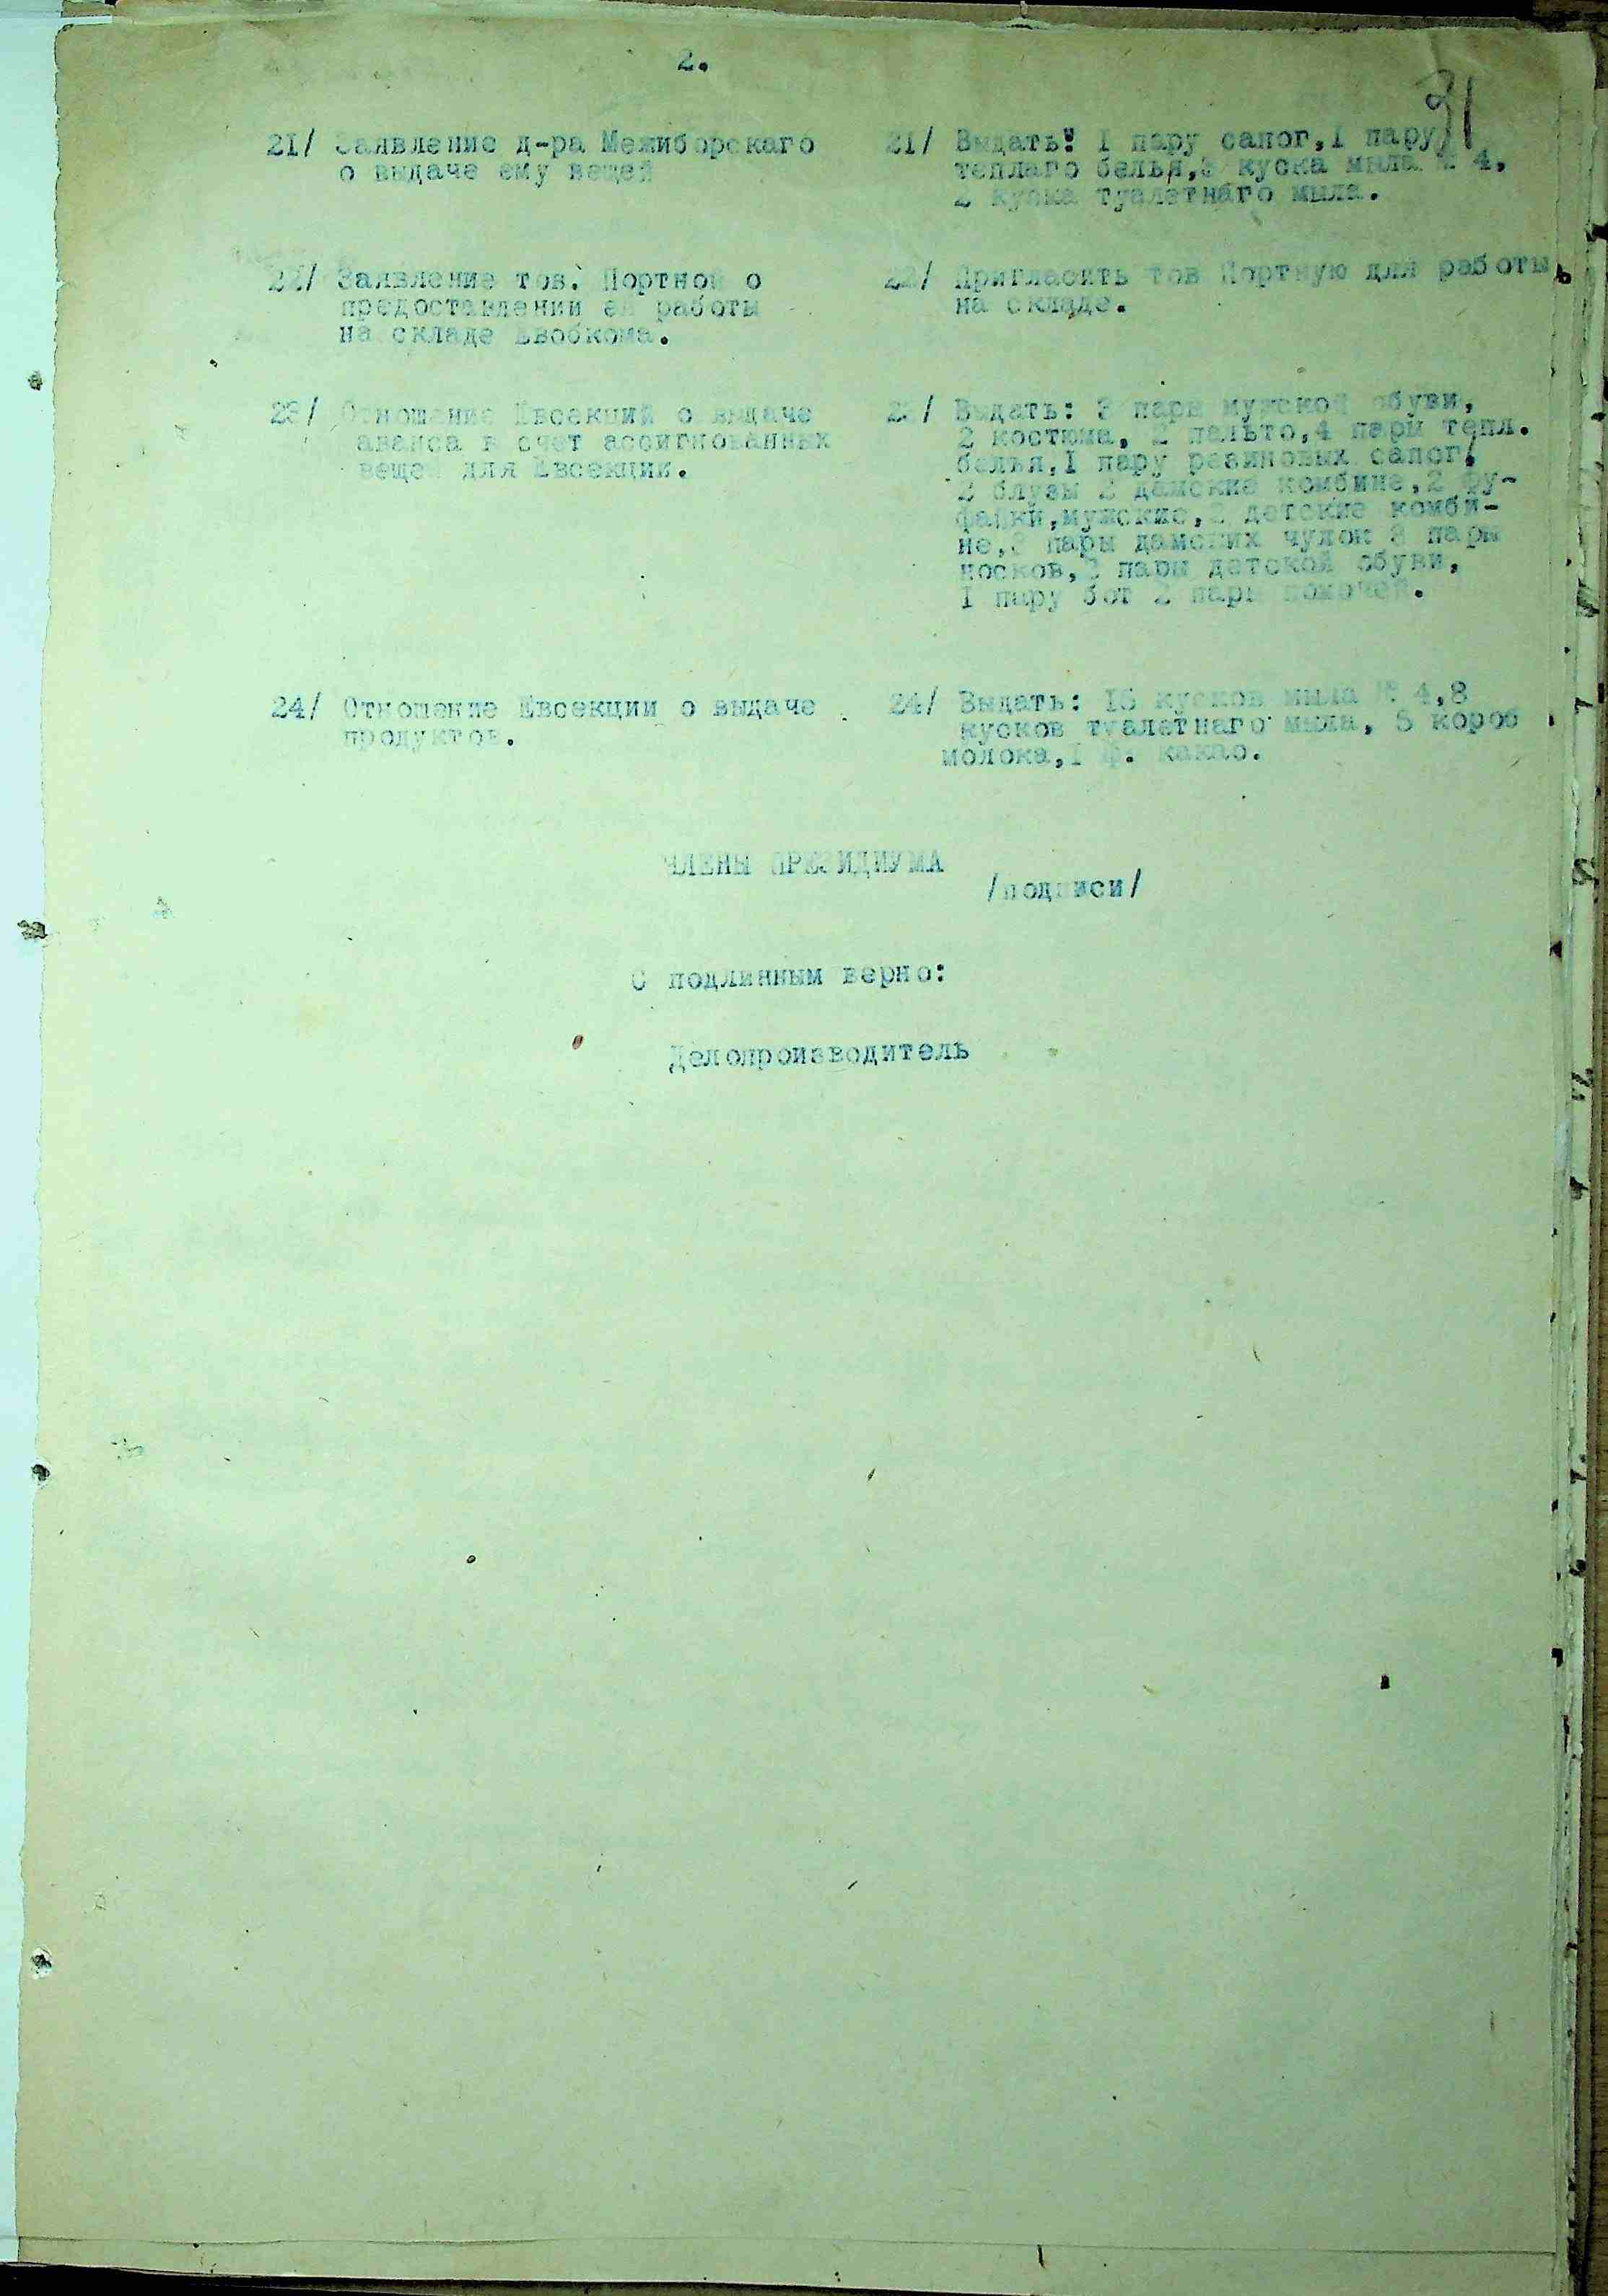 2.
31
21/ Заявление д-ра Межиборскаго
о выдаче ему вещей
21/ Выдать: 1 пару сапог, 1 пару
теплаго белья, 3 куска мыла № 4,
2 куска туалетнаго мыла.
22/ Заявление тов. Портной о
предоставлении ей работы
на складе Евобкома.
22/ Пригласить тов Портную для работы
на складе.
23/ Отношение Евсекции о выдаче
аванса в счет ассигнованных
вещей для Евсекции.
23/ Выдать: 3 пары мужской обуви,
2 костюма, 2 пальто, 4 пары тепл.
белья, 1 пару резиновых сапог,
2 блузы 2 дамские комбине, 2 фу-
файки, мужские, 2 детские комби-
не, 3 пары дамских чулок 3 пары
носков, 3 пары детской обуви,
1 пару бот 2 пары помочей.
24/ Отношение Евсекции о выдаче
продуктов.
24/ Выдать: 15 кусков мыла № 4, 8
кусков туалетнаго мыла, 5 короб
молока, 1 ф. какао.
ЧЛЕНЫ ПРЕЗИДИУМА
/подписи/
С подлинным верно:
Делопроизводитель